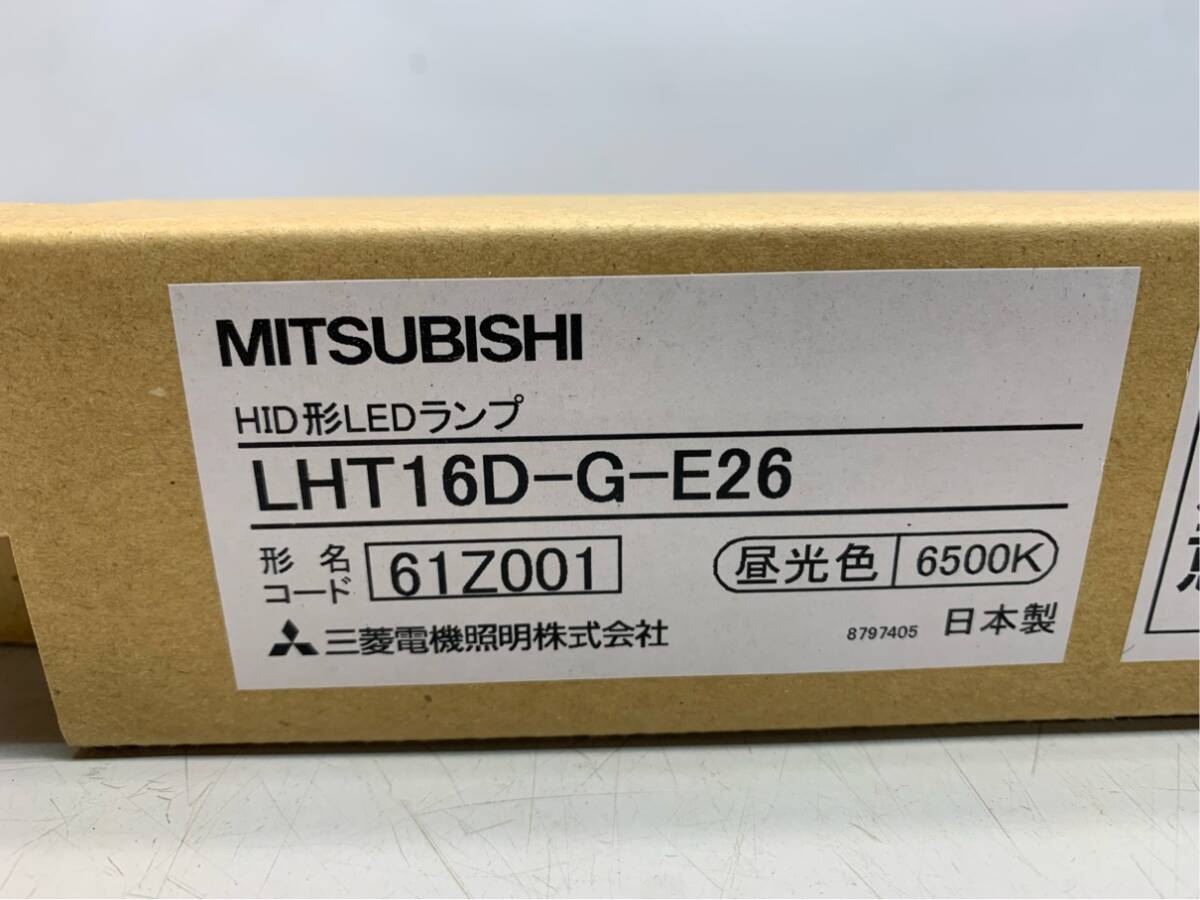 MITSUBISHI
HID形LEDランプ
LHT16D-G-E26
形名コード 61Z001 昼光色 6500K
三菱電機照明株式会社 8797405 日本製